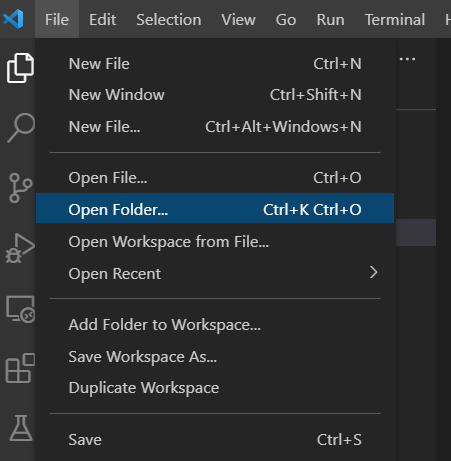 File Edit Selection View Go Run Terminal
New File Ctrl+N
New Window Ctrl+Shift+N
New File... Ctrl+Alt+Windows+N
Open File... Ctrl+O
Open Folder... Ctrl+K Ctrl+O
Open Workspace from File...
Open Recent
Add Folder to Workspace...
Save Workspace As...
Duplicate Workspace
Save Ctrl+S